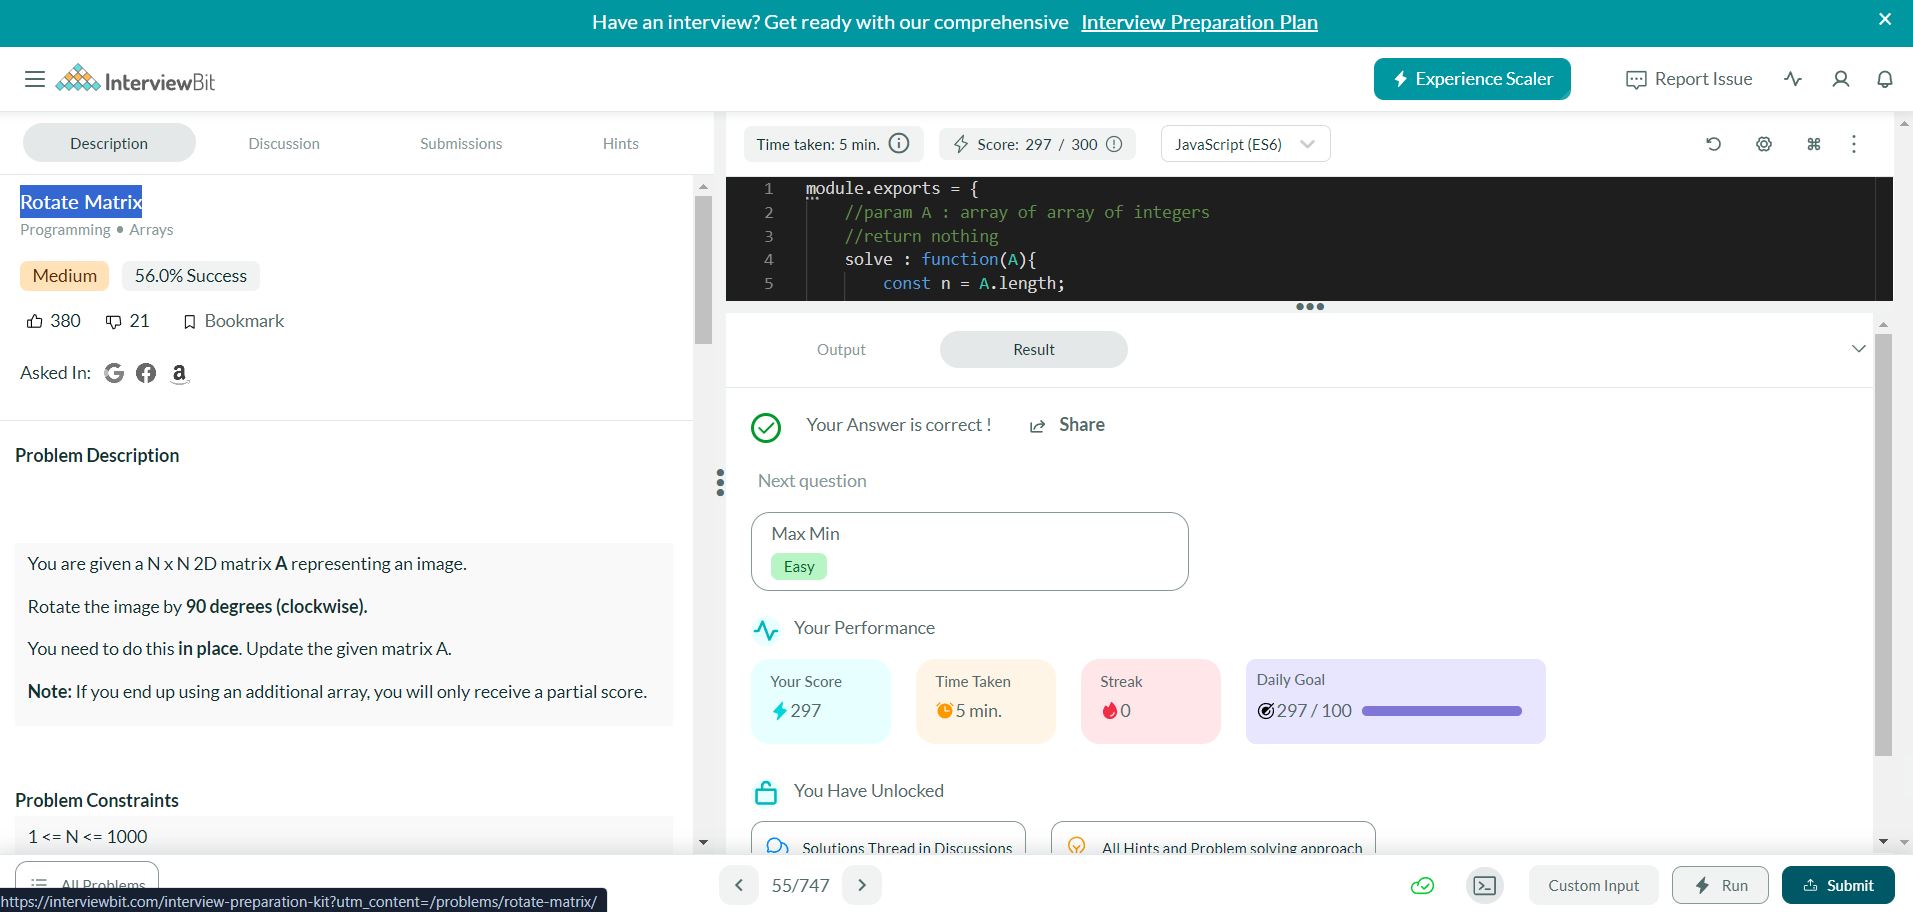 Have an interview? Get ready with our comprehensive Interview Preparation Plan
InterviewBit
Experience Scaler
Report Issue
Description
Discussion
Submissions
Hints
Rotate Matrix
Programming • Arrays
Medium
56.0% Success
380
21
Bookmark
Asked In:
Problem Description
You are given a N x N 2D matrix A representing an image.
Rotate the image by 90 degrees (clockwise).
You need to do this in place. Update the given matrix A.
Note: If you end up using an additional array, you will only receive a partial score.
Problem Constraints
1 <= N <= 1000
All Problems
https://interviewbit.com/interview-preparation-kit?utm_content=/problems/rotate-matrix/
Time taken: 5 min.
Score: 297 / 300
JavaScript (ES6)
1 module.exports = {
2 //param A : array of array of integers
3 //return nothing
4 solve : function(A){
5 const n = A.length;
Output
Result
Your Answer is correct !
Share
Next question
Max Min
Easy
Your Performance
Your Score
297
Time Taken
5 min.
Streak
0
Daily Goal
297 / 100
You Have Unlocked
Solutions Thread in Discussions
All Hints and Problem solving approach
55/747
Custom Input
Run
Submit